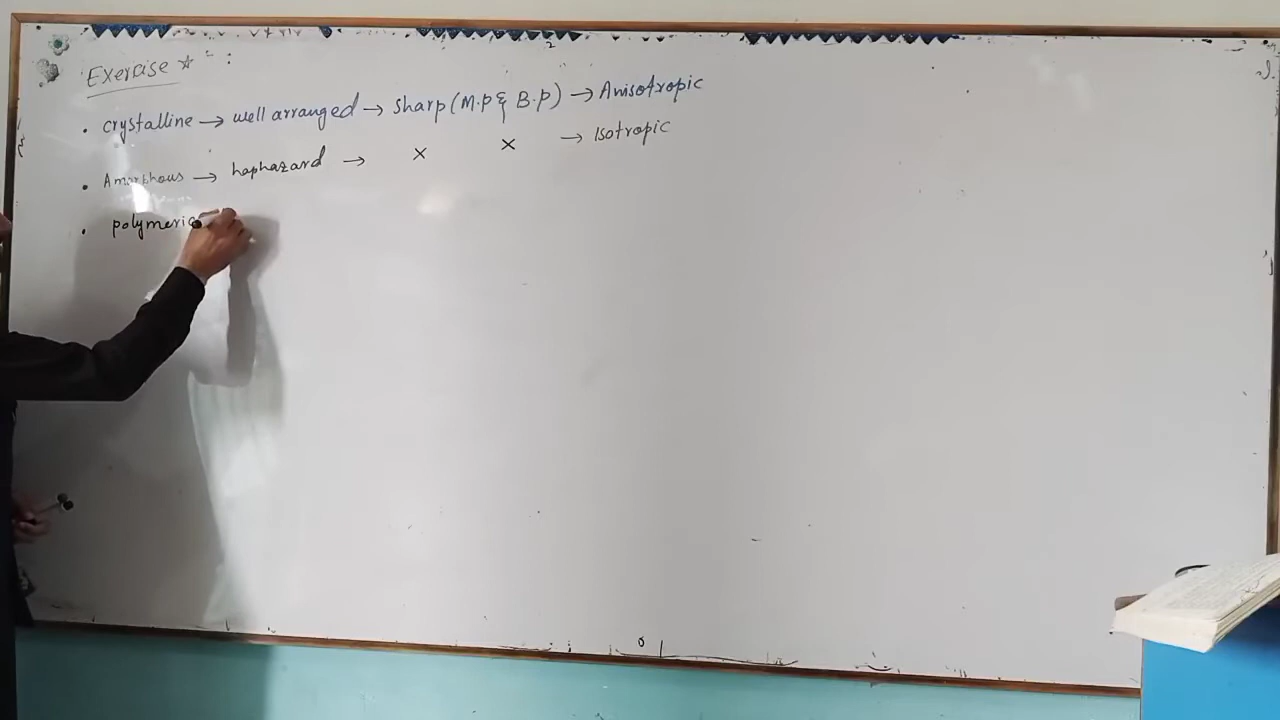 Exercise ☆ :
• crystalline → well arranged → sharp (M.p & B.p) → Anisotropic
• Amorphous → haphazard → × × → Isotropic
• polymeric